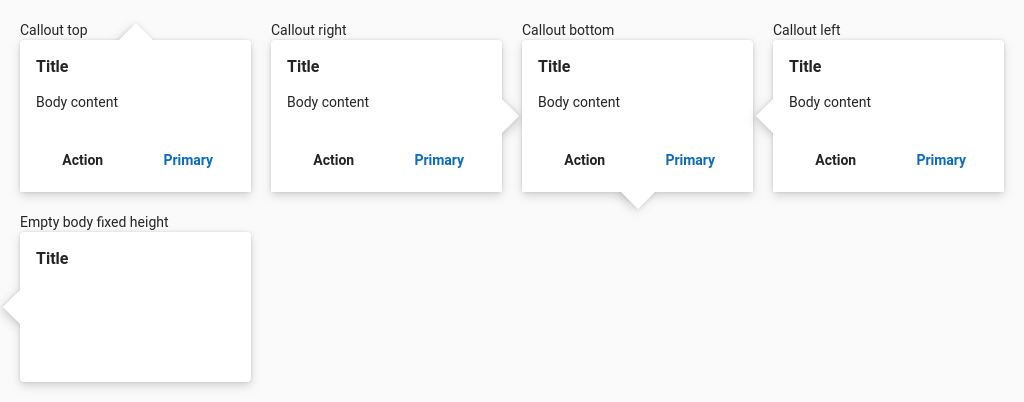 Callout top
Title
Body content
Action Primary
Callout right
Title
Body content
Action Primary
Callout bottom
Title
Body content
Action Primary
Callout left
Title
Body content
Action Primary
Empty body fixed height
Title